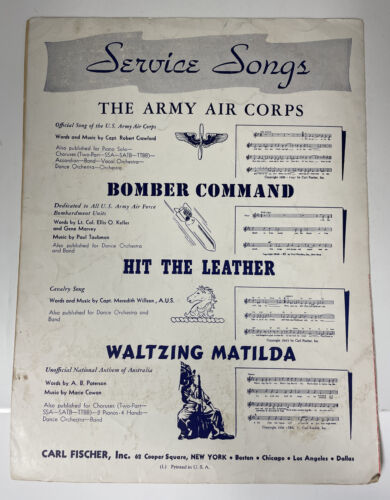 Service Songs
THE ARMY AIR CORPS
Official Song of the U. S. Army Air Corps
Words and Music by Capt. Robert Crawford
Also published for Piano Solo—
Choruses (Two-Part—SSA—SATB—TTBB)—
Accordion—Band—Vocal Orchestra—
Dance Orchestra—Orchestra
BOMBER COMMAND
Dedicated to All U. S. Army Air Force
Bombardment Units
Words by Lt. Col. Ellis O. Keller
and Gene Marvey
Music by Paul Taubman
Also published for Dance Orchestra
and Band
HIT THE LEATHER
Cavalry Song
Words and Music by Capt. Meredith Willson, A.U.S.
Also published for Dance Orchestra and
Band
WALTZING MATILDA
Unofficial National Anthem of Australia
Words by A. B. Paterson
Music by Marie Cowan
Also published for Choruses (Two-Part—
SSA—SATB—TTBB)—2 Pianos-4 Hands—
Dance Orchestra—Band
CARL FISCHER, Inc. 62 Cooper Square, NEW YORK • Boston • Chicago • Los Angeles • Dallas
(L) Printed in U. S. A.